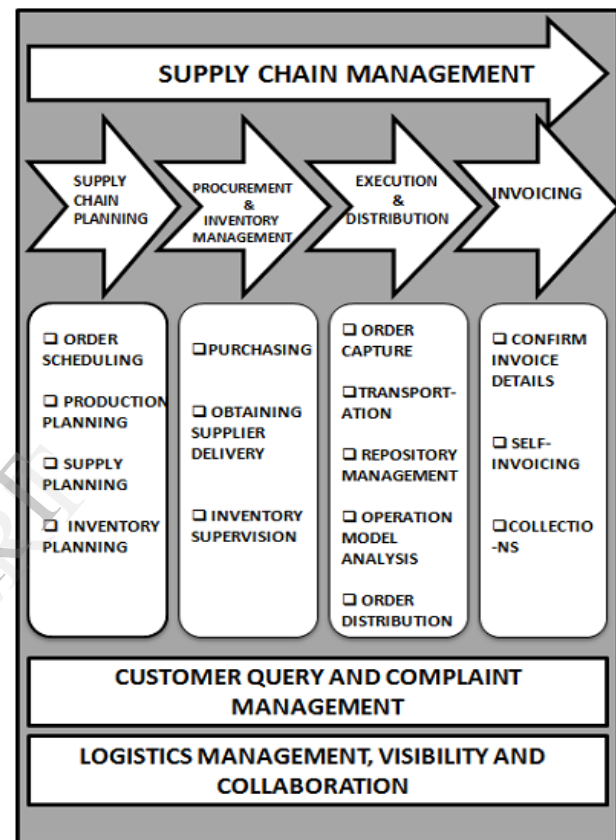 SUPPLY CHAIN MANAGEMENT
SUPPLY
CHAIN
PLANNING
PROCUREMENT
&
INVENTORY
MANAGEMENT
EXECUTION
&
DISTRIBUTION
INVOICING
❑ ORDER
SCHEDULING
❑ PRODUCTION
PLANNING
❑ SUPPLY
PLANNING
❑ INVENTORY
PLANNING
❑PURCHASING
❑ OBTAINING
SUPPLIER
DELIVERY
❑ INVENTORY
SUPERVISION
❑ ORDER
CAPTURE
❑TRANSPORT-
ATION
❑ REPOSITORY
MANAGEMENT
❑ OPERATION
MODEL
ANALYSIS
❑ ORDER
DISTRIBUTION
❑ CONFIRM
INVOICE
DETAILS
❑ SELF-
INVOICING
❑COLLECTIO
-NS
CUSTOMER QUERY AND COMPLAINT
MANAGEMENT
LOGISTICS MANAGEMENT, VISIBILITY AND
COLLABORATION